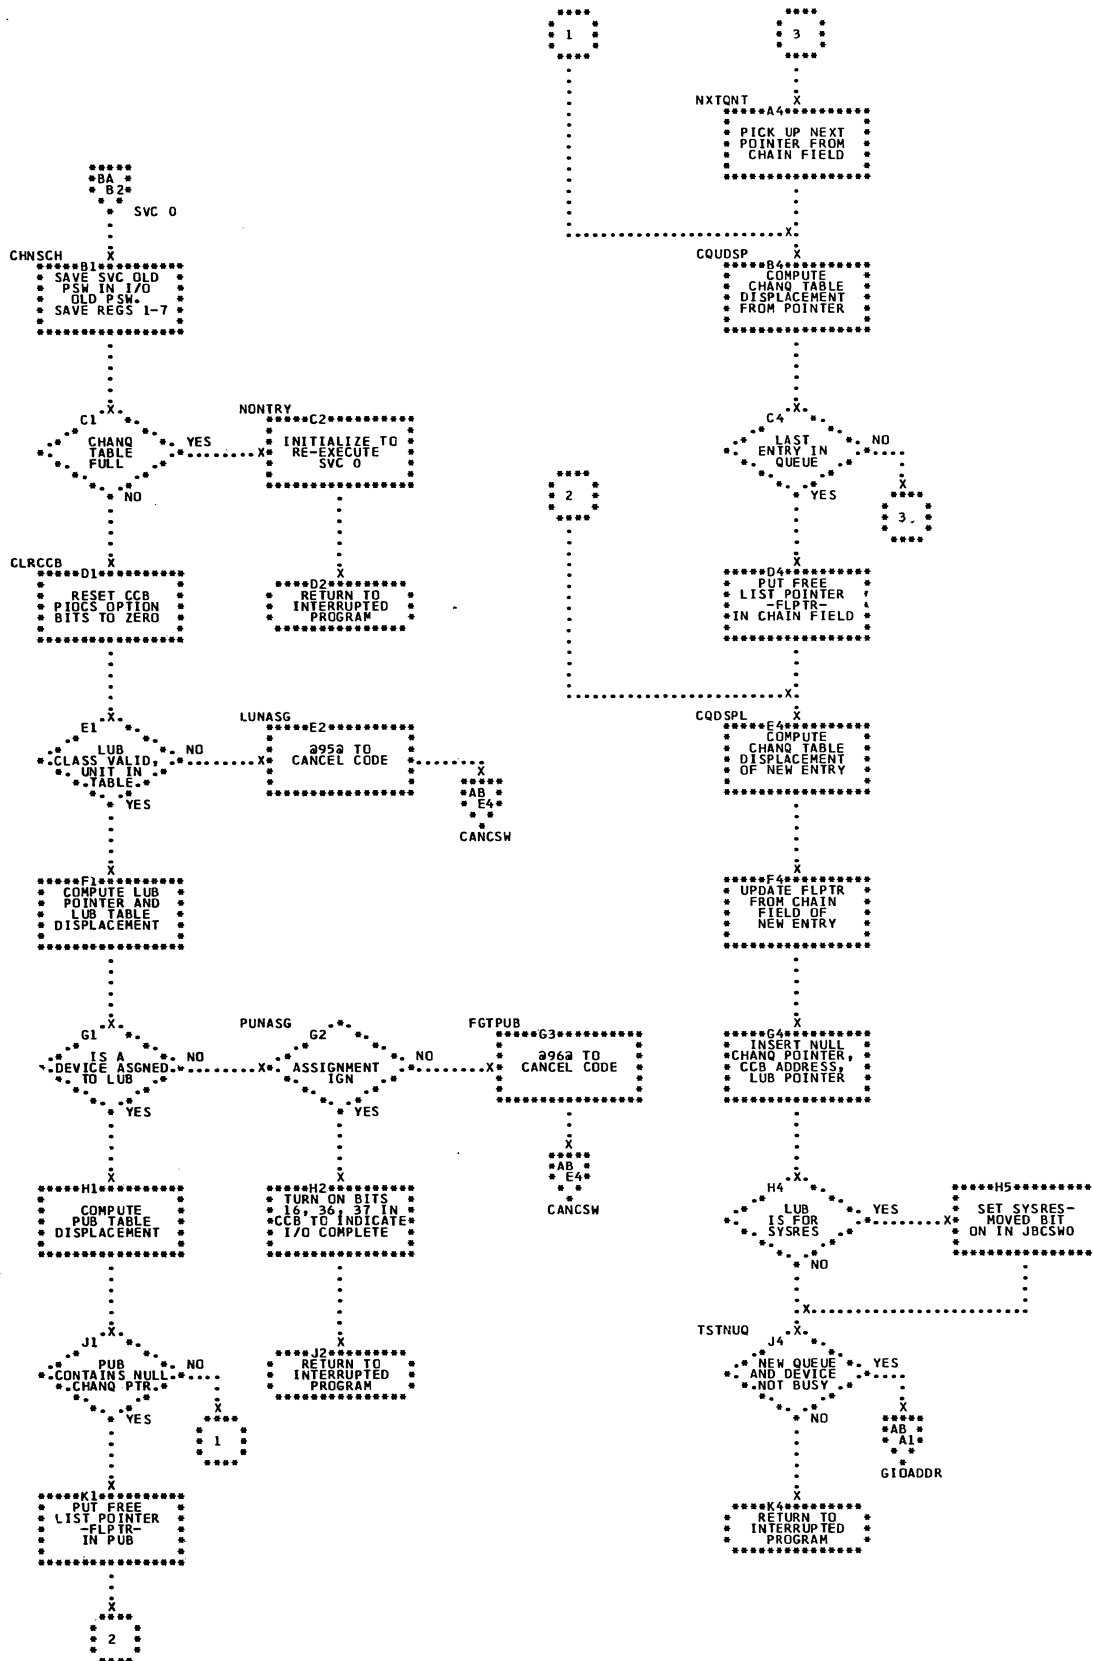 1
3
NXTQNT
A4
PICK UP NEXT
POINTER FROM
CHAIN FIELD
BA
B2
SVC 0
CHNSCH
B1
SAVE SVC OLD
PSW IN I/O
OLD PSW.
SAVE REGS 1-7
CQUDSP
B4
COMPUTE
CHANQ TABLE
DISPLACEMENT
FROM POINTER
C1
CHANQ
TABLE
FULL
YES
NO
NONTRY
C2
INITIALIZE TO
RE-EXECUTE
SVC 0
C4
LAST
ENTRY IN
QUEUE
NO
YES
2
3.
CLRCCB
D1
RESET CCB
PIOCS OPTION
BITS TO ZERO
D2
RETURN TO
INTERRUPTED
PROGRAM
D4
PUT FREE
LIST POINTER
-FLPTR-
IN CHAIN FIELD
E1
LUB
CLASS VALID,
UNIT IN
TABLE
NO
YES
LUNASG
E2
@95@ TO
CANCEL CODE
AB
E4
CANCSW
CQDSPL
E4
COMPUTE
CHANQ TABLE
DISPLACEMENT
OF NEW ENTRY
F1
COMPUTE LUB
POINTER AND
LUB TABLE
DISPLACEMENT
F4
UPDATE FLPTR
FROM CHAIN
FIELD OF
NEW ENTRY
G1
IS A
DEVICE ASGNED
TO LUB
NO
YES
PUNASG
G2
ASSIGNMENT
IGN
NO
YES
FGTPUB
G3
@96@ TO
CANCEL CODE
AB
E4
CANCSW
G4
INSERT NULL
CHANQ POINTER,
CCB ADDRESS,
LUB POINTER
H1
COMPUTE
PUB TABLE
DISPLACEMENT
H2
TURN ON BITS
16, 36, 37 IN
CCB TO INDICATE
I/O COMPLETE
H4
LUB
IS FOR
SYSRES
YES
NO
H5
SET SYSRES-
MOVED BIT
ON IN JBCSW0
J1
PUB
CONTAINS NULL
CHANQ PTR.
NO
YES
1
J2
RETURN TO
INTERRUPTED
PROGRAM
TSTNUQ
J4
NEW QUEUE
AND DEVICE
NOT BUSY
YES
NO
AB
A1
GIOADDR
K1
PUT FREE
LIST POINTER
-FLPTR-
IN PUB
K4
RETURN TO
INTERRUPTED
PROGRAM
2